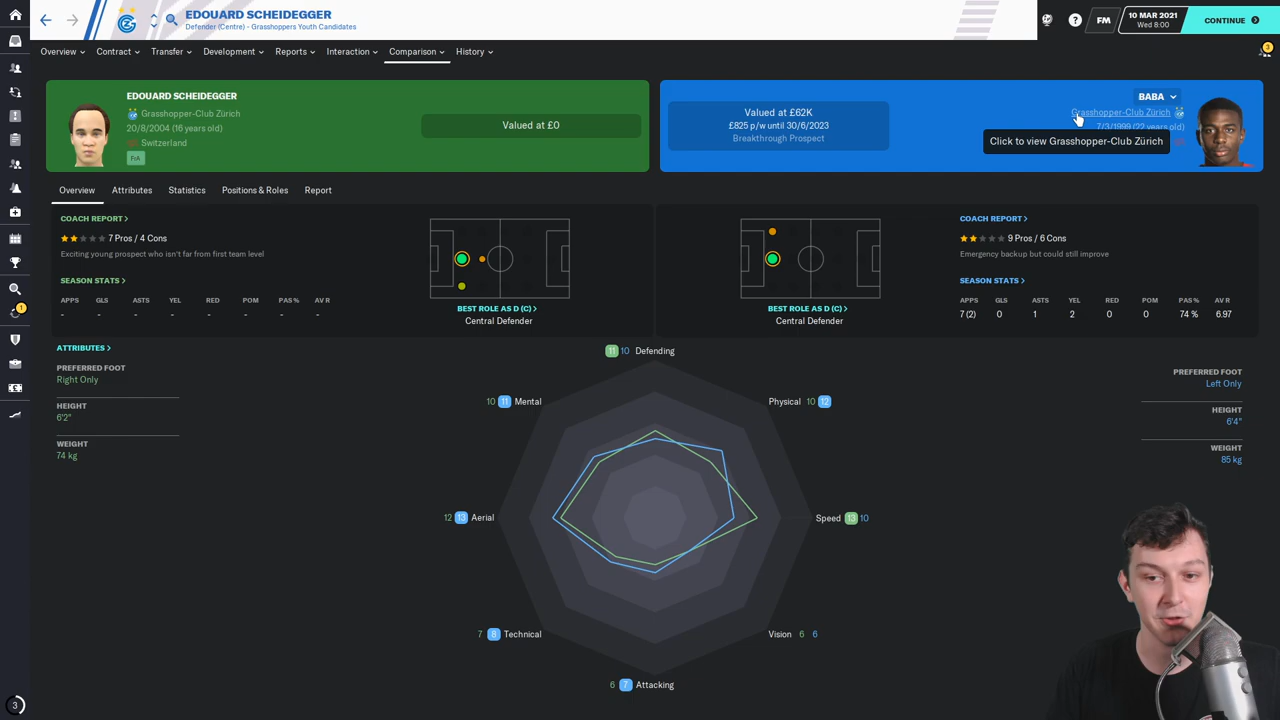 EDOUARD SCHEIDEGGER
Defender (Centre) - Grasshoppers Youth Candidates
FM
10 MAR 2021
Wed 8:00
CONTINUE
Overview
Contract
Transfer
Development
Reports
Interaction
Comparison
History
2
1
3
EDOUARD SCHEIDEGGER
Grasshopper-Club Zürich
20/8/2004 (16 years old)
Switzerland
FrA
Valued at £0
Valued at £62K
£825 p/w until 30/6/2023
Breakthrough Prospect
BABA
Grasshopper-Club Zürich
7/3/1999 (22 years old)
Click to view Grasshopper-Club Zürich
Overview
Attributes
Statistics
Positions & Roles
Report
COACH REPORT >
7 Pros / 4 Cons
Exciting young prospect who isn't far from first team level
SEASON STATS >
APPS GLS ASTS YEL RED POM PAS % AV R
- - - - - - - -
BEST ROLE AS D (C) >
Central Defender
BEST ROLE AS D (C) >
Central Defender
COACH REPORT >
9 Pros / 6 Cons
Emergency backup but could still improve
SEASON STATS >
APPS GLS ASTS YEL RED POM PAS % AV R
7 (2) 0 1 2 0 0 74 % 6.97
ATTRIBUTES >
PREFERRED FOOT
Right Only
HEIGHT
6'2"
WEIGHT
74 kg
11 10 Defending
10 11 Mental
Physical 10 12
12 13 Aerial
Speed 13 10
7 8 Technical
Vision 6 6
6 7 Attacking
PREFERRED FOOT
Left Only
HEIGHT
6'4"
WEIGHT
85 kg